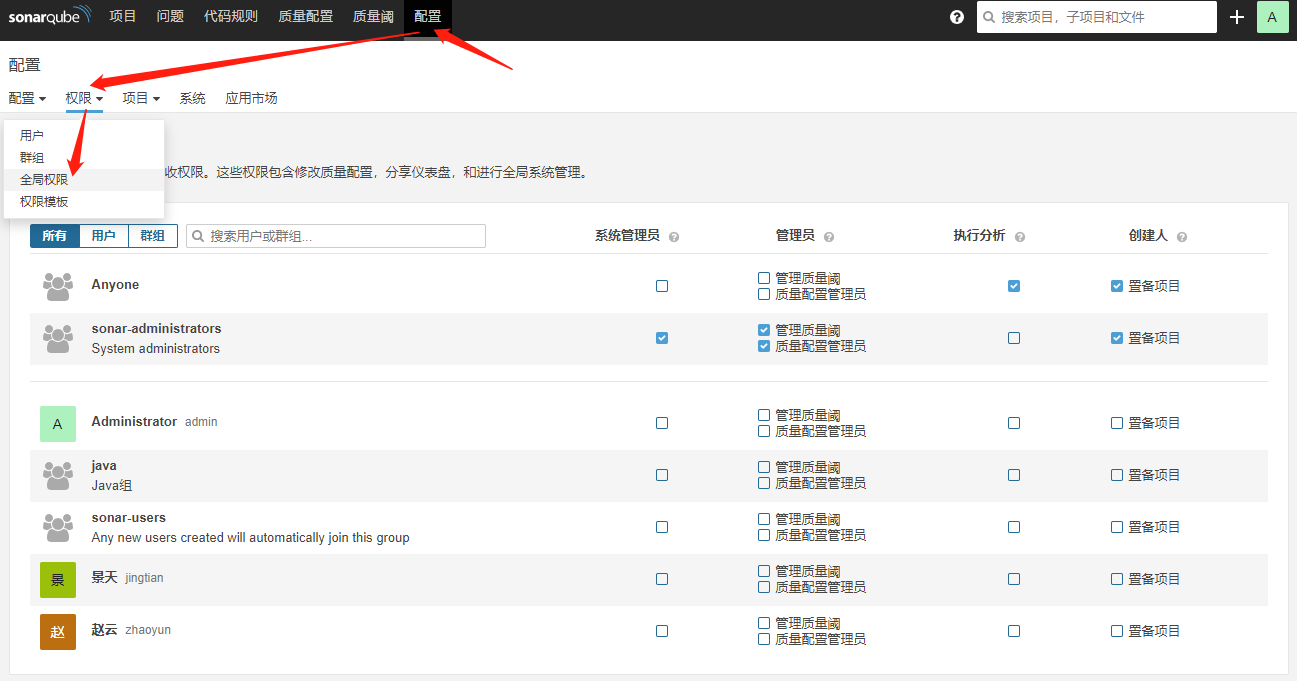 sonarqube 项目 问题 代码规则 质量配置 质量阈 配置 搜索项目，子项目和文件 A
配置
配置 权限 项目 系统 应用市场
用户
群组
全局权限
权限模板
收权限。这些权限包含修改质量配置，分享仪表盘，和进行全局系统管理。
所有 用户 群组 搜索用户或群组... 系统管理员 管理员 执行分析 创建人
Anyone 管理质量阈 质量配置管理员 置备项目
sonar-administrators 管理质量阈
System administrators 质量配置管理员 置备项目
A Administrator admin 管理质量阈 质量配置管理员 置备项目
java 管理质量阈
Java组 质量配置管理员 置备项目
sonar-users 管理质量阈
Any new users created will automatically join this group 质量配置管理员 置备项目
景 景天 jingtian 管理质量阈 质量配置管理员 置备项目
赵 赵云 zhaoyun 管理质量阈 质量配置管理员 置备项目